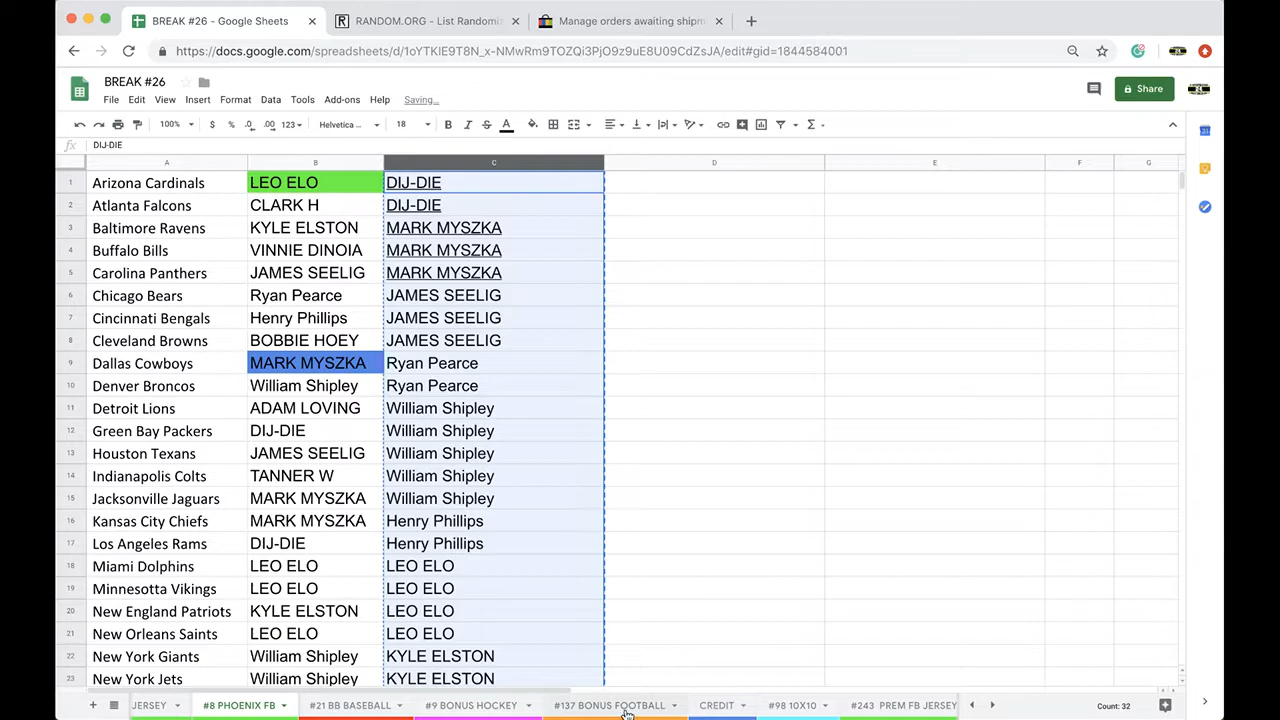 BREAK #26 - Google Sheets
RANDOM.ORG - List Randomi
Manage orders awaiting shipm
https://docs.google.com/spreadsheets/d/1oYTKlE9T8N_x-NMwRm9TOZQi3PjO9z9uE8U09CdZsJA/edit#gid=1844584001
BREAK #26
File Edit View Insert Format Data Tools Add-ons Help Saving...
Share
100% $ % .0 .00 123 Helvetica ... 18 B I S A
fx DIJ-DIE
A B C D E F G
1 Arizona Cardinals LEO ELO DIJ-DIE
2 Atlanta Falcons CLARK H DIJ-DIE
3 Baltimore Ravens KYLE ELSTON MARK MYSZKA
4 Buffalo Bills VINNIE DINOIA MARK MYSZKA
5 Carolina Panthers JAMES SEELIG MARK MYSZKA
6 Chicago Bears Ryan Pearce JAMES SEELIG
7 Cincinnati Bengals Henry Phillips JAMES SEELIG
8 Cleveland Browns BOBBIE HOEY JAMES SEELIG
9 Dallas Cowboys MARK MYSZKA Ryan Pearce
10 Denver Broncos William Shipley Ryan Pearce
11 Detroit Lions ADAM LOVING William Shipley
12 Green Bay Packers DIJ-DIE William Shipley
13 Houston Texans JAMES SEELIG William Shipley
14 Indianapolis Colts TANNER W William Shipley
15 Jacksonville Jaguars MARK MYSZKA William Shipley
16 Kansas City Chiefs MARK MYSZKA Henry Phillips
17 Los Angeles Rams DIJ-DIE Henry Phillips
18 Miami Dolphins LEO ELO LEO ELO
19 Minnesota Vikings LEO ELO LEO ELO
20 New England Patriots KYLE ELSTON LEO ELO
21 New Orleans Saints LEO ELO LEO ELO
22 New York Giants William Shipley KYLE ELSTON
23 New York Jets William Shipley KYLE ELSTON
JERSEY #8 PHOENIX FB #21 BB BASEBALL #9 BONUS HOCKEY #137 BONUS FOOTBALL CREDIT #98 10X10 #243 PREM FB JERSEY Count: 32